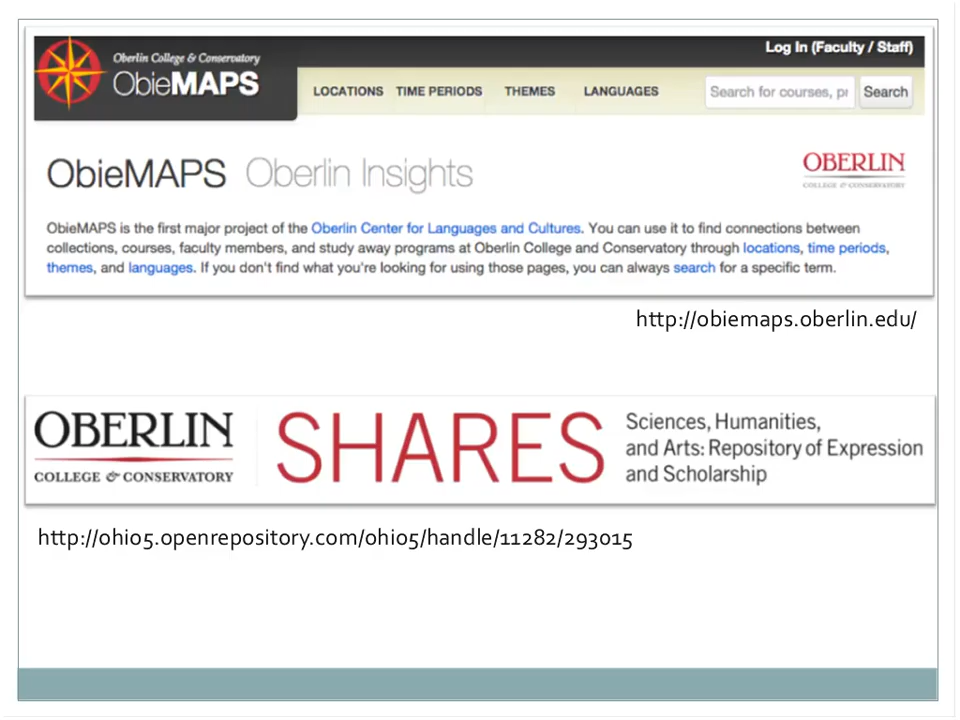 Log In (Faculty / Staff)
Oberlin College & Conservatory
ObieMAPS
LOCATIONS TIME PERIODS THEMES LANGUAGES Search for courses, pr Search
ObieMAPS Oberlin Insights
OBERLIN
COLLEGE & CONSERVATORY
ObieMAPS is the first major project of the Oberlin Center for Languages and Cultures. You can use it to find connections between
collections, courses, faculty members, and study away programs at Oberlin College and Conservatory through locations, time periods,
themes, and languages. If you don't find what you're looking for using those pages, you can always search for a specific term.
http://obiemaps.oberlin.edu/
OBERLIN
COLLEGE & CONSERVATORY
SHARES
Sciences, Humanities,
and Arts: Repository of Expression
and Scholarship
http://ohio5.openrepository.com/ohio5/handle/11282/293015